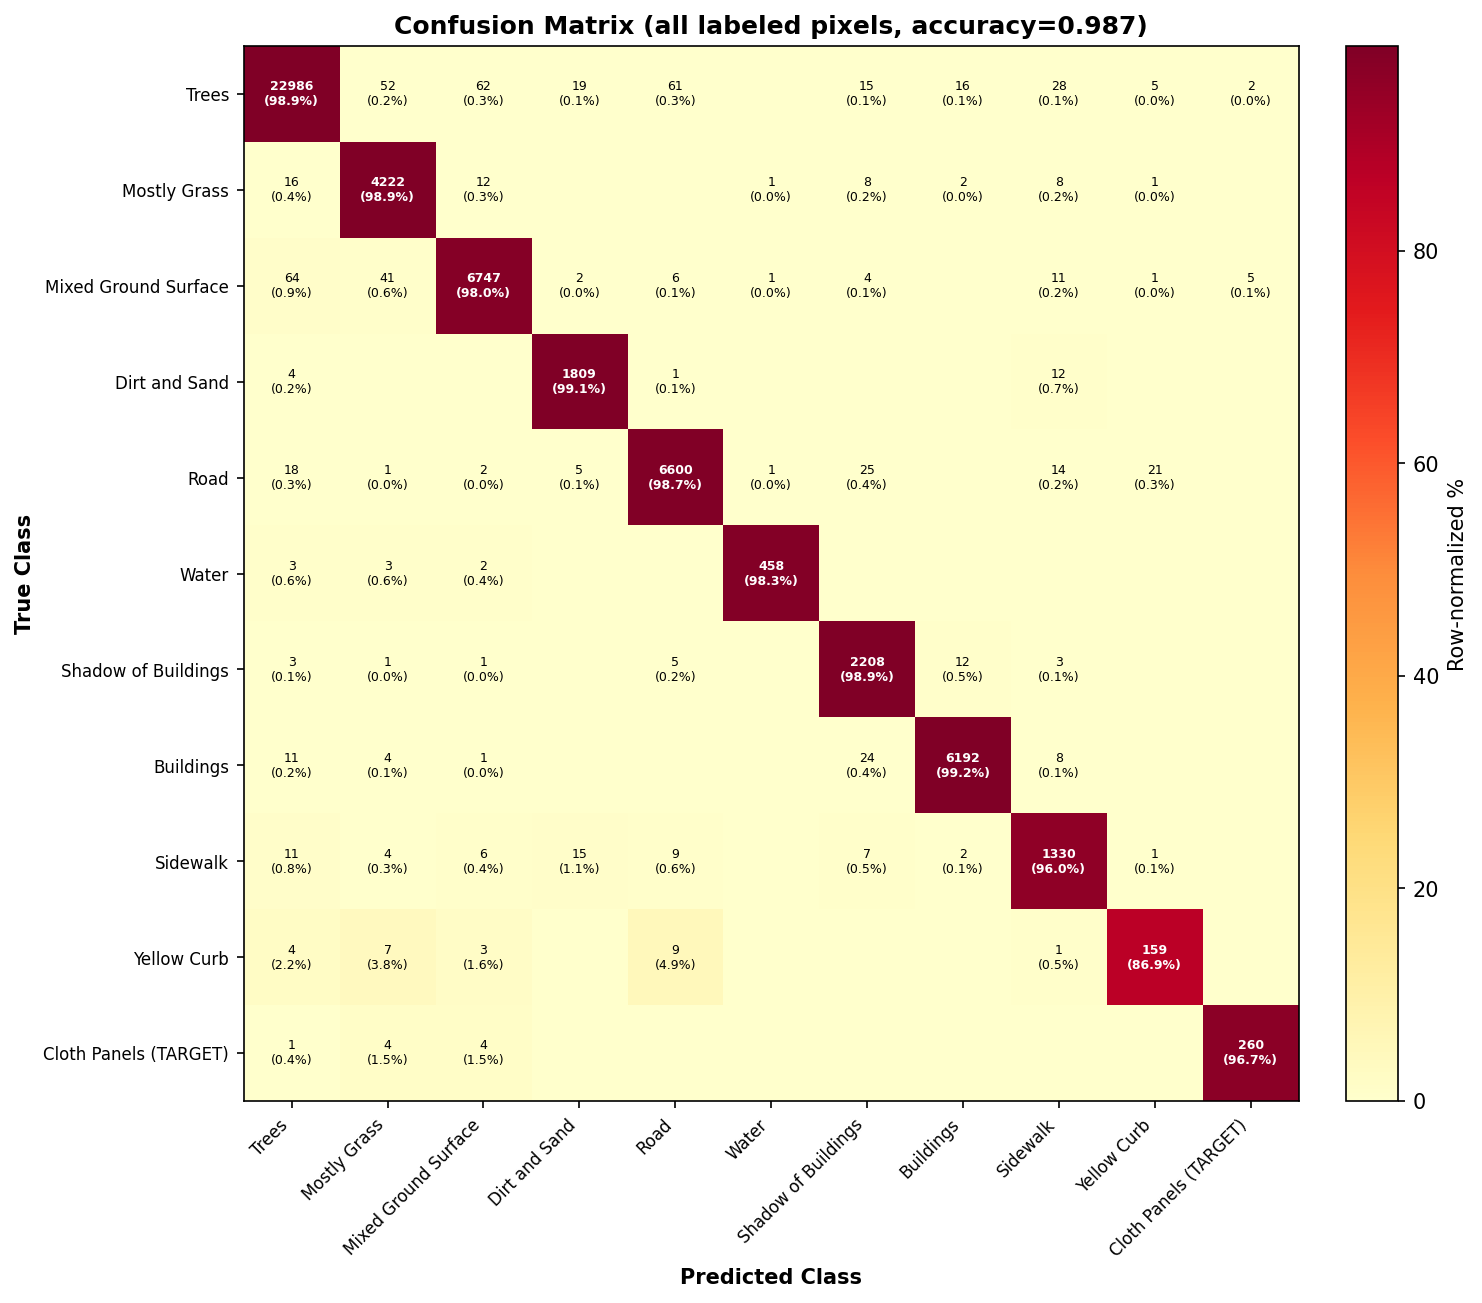 Confusion Matrix (all labeled pixels, accuracy=0.987)
True Class
Trees
22986 52 62 19 61 15 16 28 5 2
(98.9%) (0.2%) (0.3%) (0.1%) (0.3%) (0.1%) (0.1%) (0.1%) (0.0%) (0.0%)
Mostly Grass
16 4222 12 1 8 2 8 1
(0.4%) (98.9%) (0.3%) (0.0%) (0.2%) (0.0%) (0.2%) (0.0%)
Mixed Ground Surface
64 41 6747 2 6 1 4 11 1 5
(0.9%) (0.6%) (98.0%) (0.0%) (0.1%) (0.0%) (0.1%) (0.2%) (0.0%) (0.1%)
Dirt and Sand
4 1809 1 12
(0.2%) (99.1%) (0.1%) (0.7%)
Road
18 1 2 5 6600 1 25 14 21
(0.3%) (0.0%) (0.0%) (0.1%) (98.7%) (0.0%) (0.4%) (0.2%) (0.3%)
Water
3 3 2 458
(0.6%) (0.6%) (0.4%) (98.3%)
Shadow of Buildings
3 1 1 5 2208 12 3
(0.1%) (0.0%) (0.0%) (0.2%) (98.9%) (0.5%) (0.1%)
Buildings
11 4 1 24 6192 8
(0.2%) (0.1%) (0.0%) (0.4%) (99.2%) (0.1%)
Sidewalk
11 4 6 15 9 7 2 1330 1
(0.8%) (0.3%) (0.4%) (1.1%) (0.6%) (0.5%) (0.1%) (96.0%) (0.1%)
Yellow Curb
4 7 3 9 1 159
(2.2%) (3.8%) (1.6%) (4.9%) (0.5%) (86.9%)
Cloth Panels (TARGET)
1 4 4 260
(0.4%) (1.5%) (1.5%) (96.7%)
Trees
Mostly Grass
Mixed Ground Surface
Dirt and Sand
Road
Water
Shadow of Buildings
Buildings
Sidewalk
Yellow Curb
Cloth Panels (TARGET)
Predicted Class
80
60
40
20
0
Row-normalized %